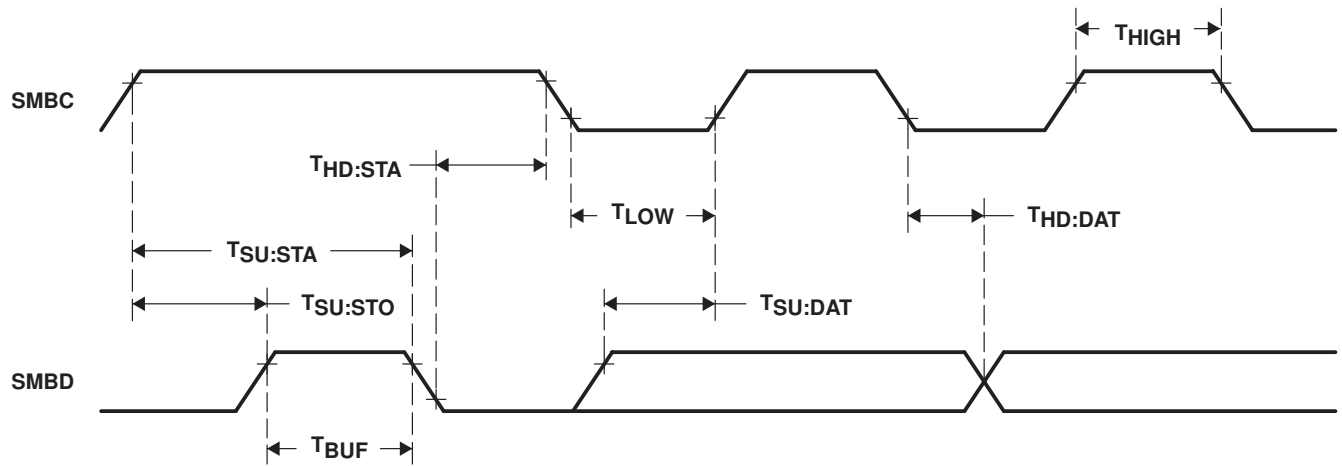 THIGH
SMBC
THD:STA
TLOW
THD:DAT
TSU:STA
TSU:STO
TSU:DAT
SMBD
TBUF